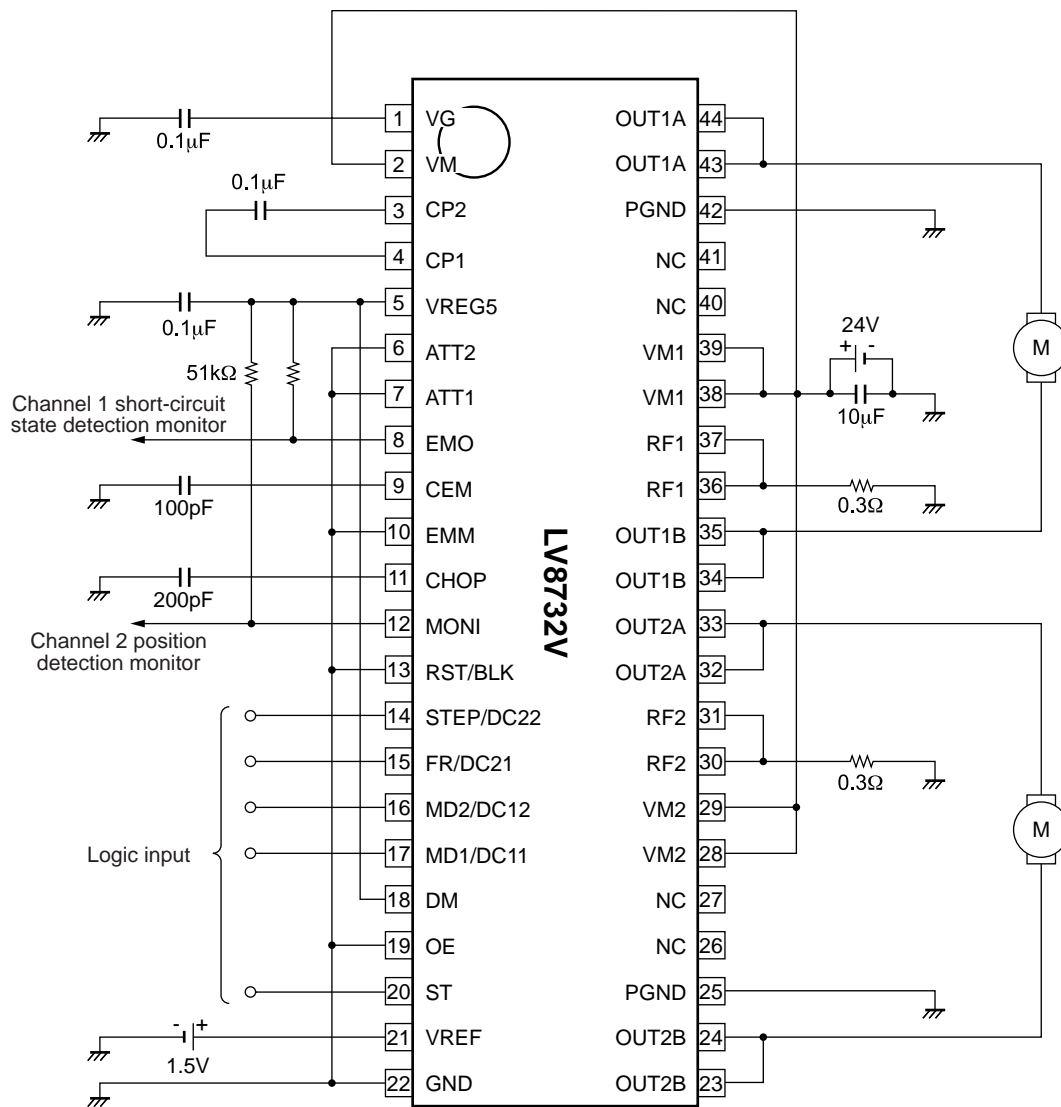 1 VG OUT1A 44
0.1μF
2 VM OUT1A 43
0.1μF
3 CP2 PGND 42
4 CP1 NC 41
5 VREG5 NC 40
0.1μF
24V
+ -
6 ATT2 VM1 39
51kΩ
7 ATT1 VM1 38
10μF
M
Channel 1 short-circuit
state detection monitor
8 EMO RF1 37
9 CEM RF1 36
100pF
0.3Ω
10 EMM OUT1B 35
11 CHOP OUT1B 34
200pF
LV8732V
12 MONI OUT2A 33
Channel 2 position
detection monitor
13 RST/BLK OUT2A 32
14 STEP/DC22 RF2 31
15 FR/DC21 RF2 30
0.3Ω
16 MD2/DC12 VM2 29
M
Logic input
17 MD1/DC11 VM2 28
18 DM NC 27
19 OE NC 26
20 ST PGND 25
- +
21 VREF OUT2B 24
1.5V
22 GND OUT2B 23